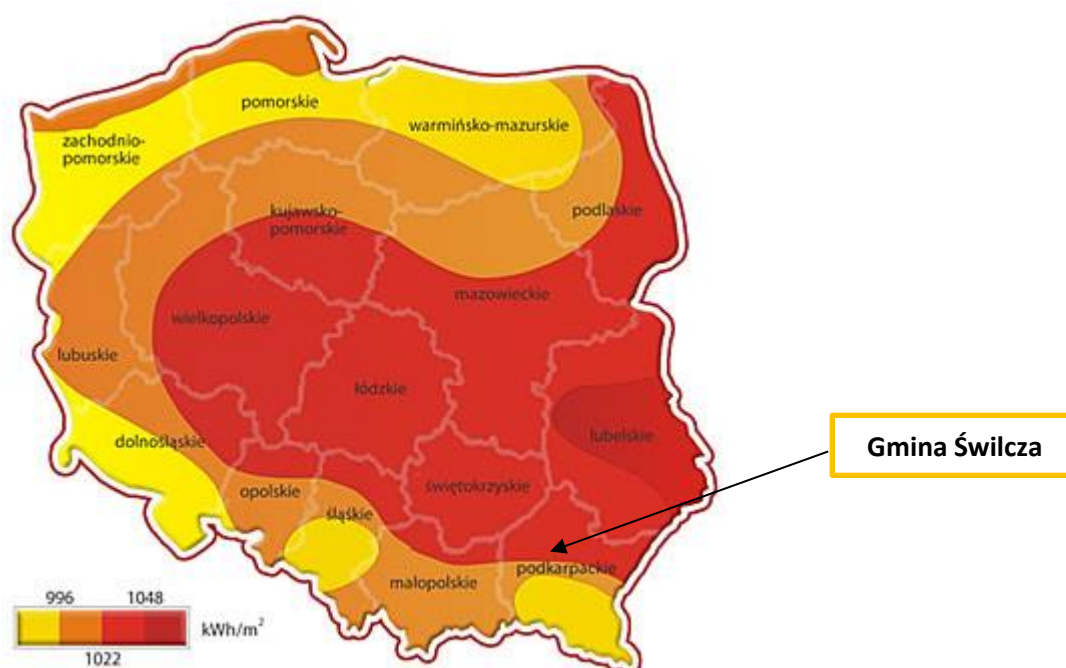 pomorskie
warmińsko-mazurskie
zachodnio-
pomorskie
podlaskie
kujawsko-
pomorskie
mazowieckie
wielkopolskie
lubuskie
łódzkie
lubelskie
dolnośląskie
Gmina Świlcza
opolskie
świętokrzyskie
śląskie
małopolskie
podkarpackie
996 1048
kWh/m²
1022